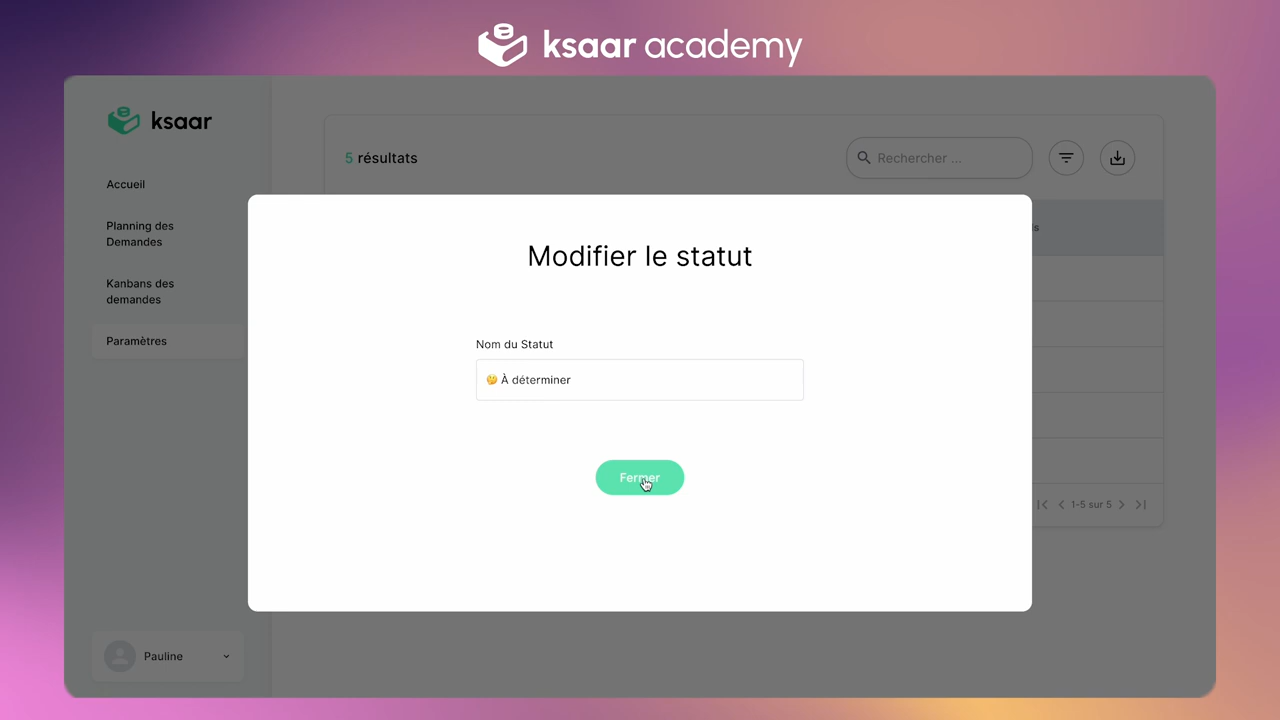 ksaar academy
ksaar
5 résultats
Rechercher ...
Accueil
Planning des
Demandes
Kanbans des
demandes
Paramètres
Modifier le statut
Nom du Statut
🤔 À déterminer
Fermer
1-5 sur 5
Pauline